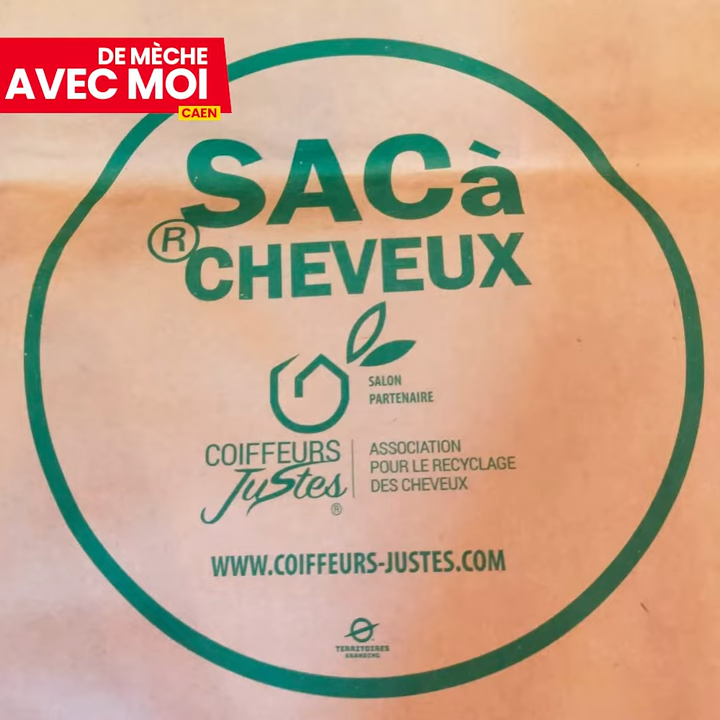 DE MÈCHE
AVEC MOI
CAEN
SAC à
®CHEVEUX
SALON
PARTENAIRE
COIFFEURS
Justes
®
ASSOCIATION
POUR LE RECYCLAGE
DES CHEVEUX
WWW.COIFFEURS-JUSTES.COM
TERRITOIRES